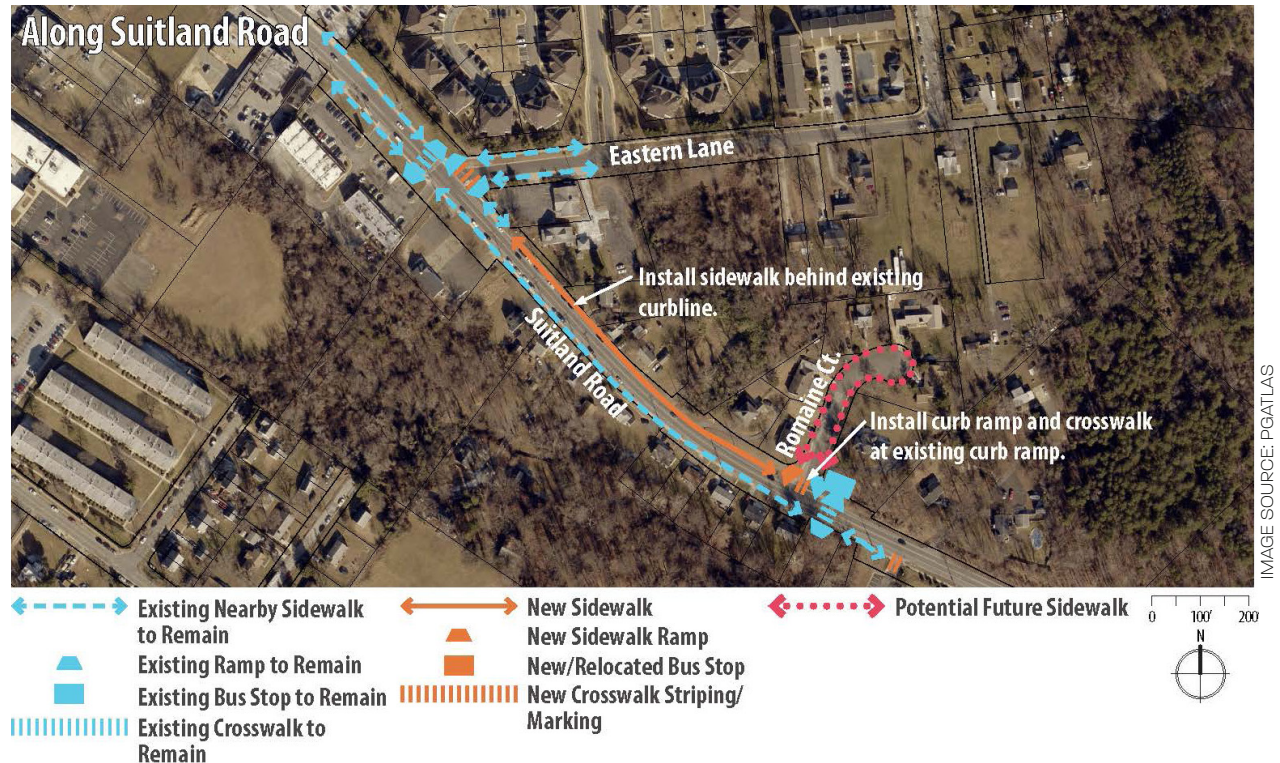 Along Suitland Road
Eastern Lane
Install sidewalk behind existing
curbline.
Suitland Road
Romaine Ct.
Install curb ramp and crosswalk
at existing curb ramp.
IMAGE SOURCE: PGATLAS
Existing Nearby Sidewalk
to Remain
Existing Ramp to Remain
Existing Bus Stop to Remain
Existing Crosswalk to
Remain
New Sidewalk
New Sidewalk Ramp
New/Relocated Bus Stop
New Crosswalk Striping/
Marking
Potential Future Sidewalk
0 100' 200'
N